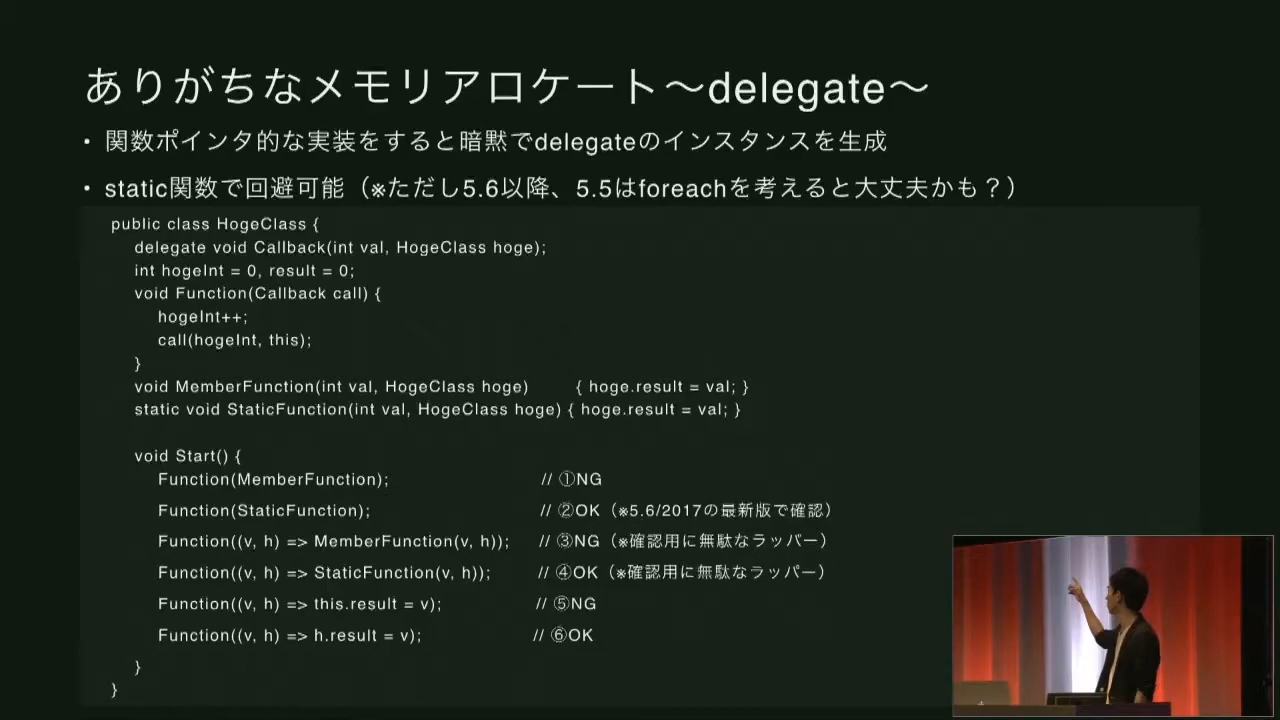 ありがちなメモリアロケート〜delegate〜
・関数ポインタ的な実装をすると暗黙でdelegateのインスタンスを生成
・static関数で回避可能（※ただし5.6以降、5.5はforeachを考えると大丈夫かも？）
public class HogeClass {
delegate void Callback(int val, HogeClass hoge);
int hogeInt = 0, result = 0;
void Function(Callback call) {
hogeInt++;
call(hogeInt, this);
}
void MemberFunction(int val, HogeClass hoge) { hoge.result = val; }
static void StaticFunction(int val, HogeClass hoge) { hoge.result = val; }
void Start() {
Function(MemberFunction); // ①NG
Function(StaticFunction); // ②OK（※5.6/2017の最新版で確認）
Function((v, h) => MemberFunction(v, h)); // ③NG（※確認用に無駄なラッパー）
Function((v, h) => StaticFunction(v, h)); // ④OK（※確認用に無駄なラッパー）
Function((v, h) => this.result = v); // ⑤NG
Function((v, h) => h.result = v); // ⑥OK
}
}